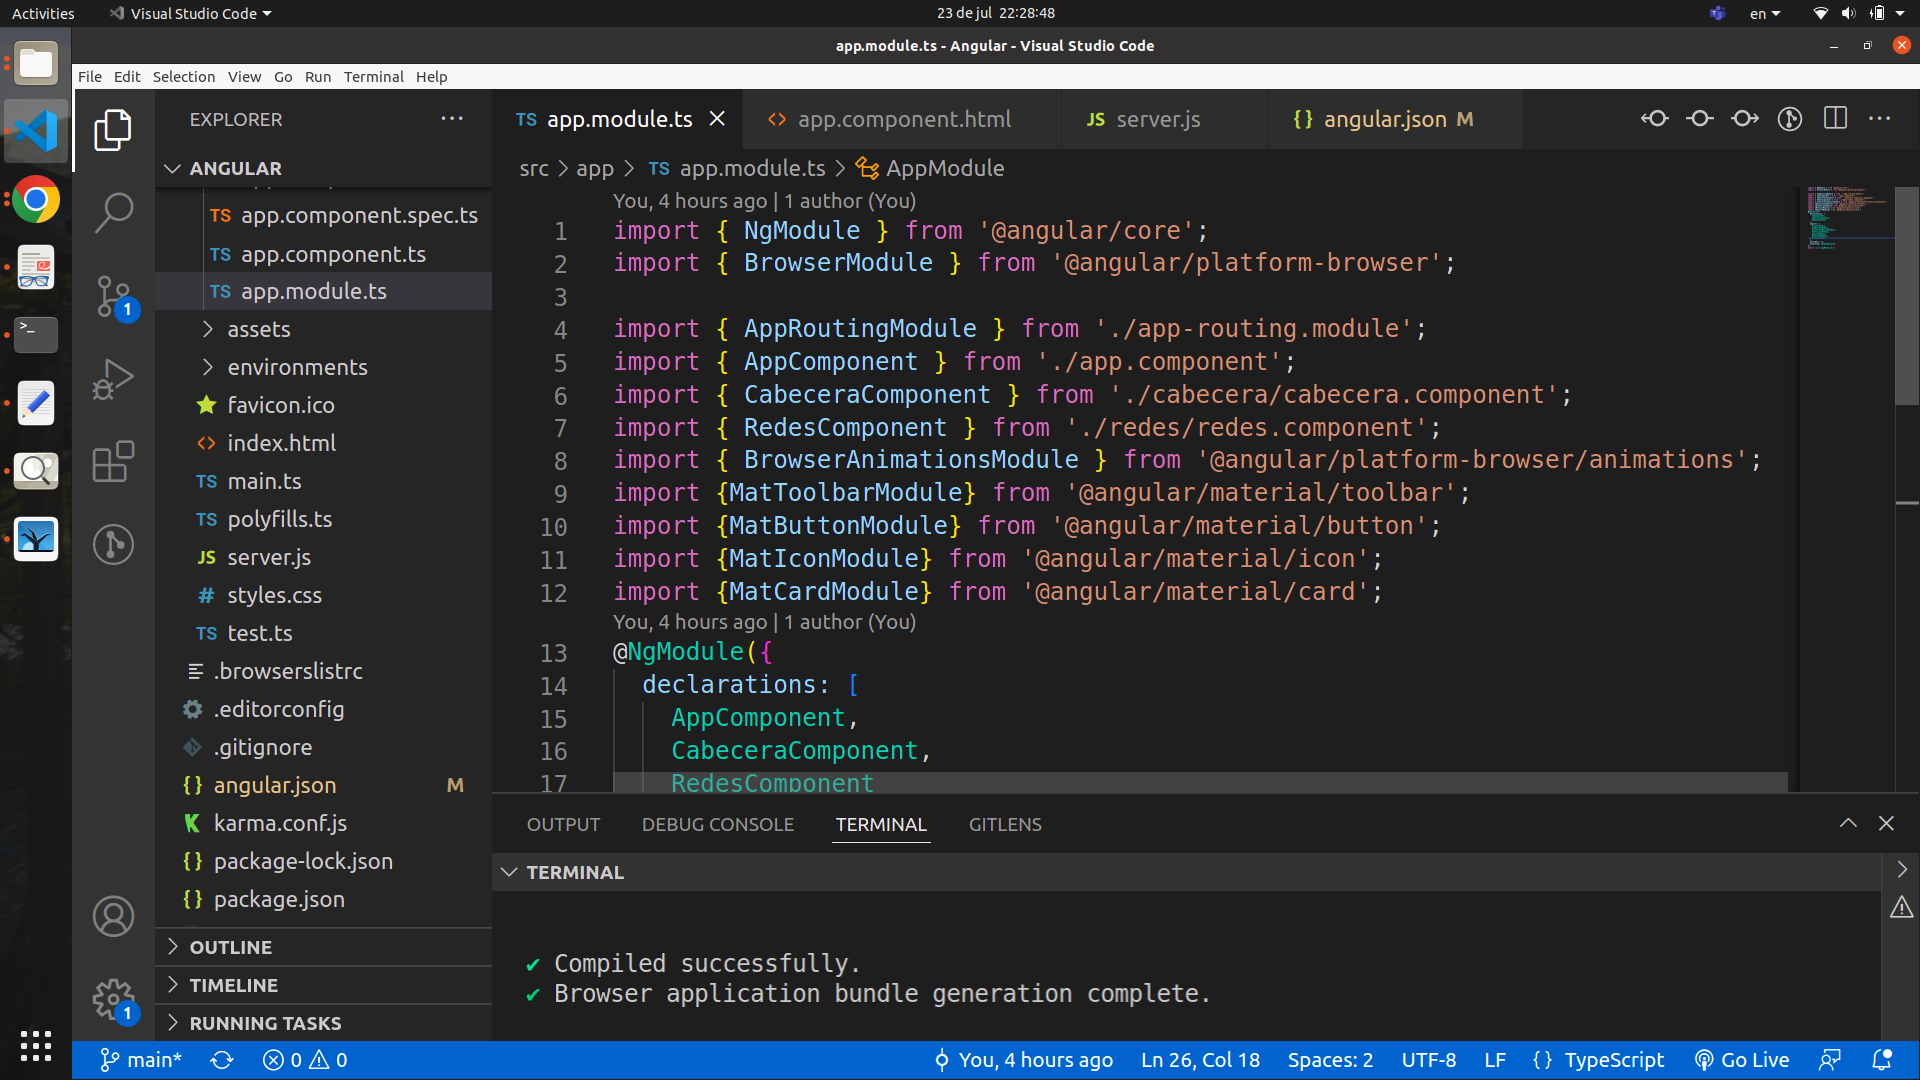 Activities
Visual Studio Code
23 de jul 22:28:48
en
app.module.ts - Angular - Visual Studio Code
File Edit Selection View Go Run Terminal Help
EXPLORER
ANGULAR
TS app.component.spec.ts
TS app.component.ts
TS app.module.ts
assets
environments
favicon.ico
<> index.html
TS main.ts
TS polyfills.ts
JS server.js
# styles.css
TS test.ts
.browserslistrc
.editorconfig
.gitignore
{} angular.json M
karma.conf.js
{} package-lock.json
{} package.json
OUTLINE
TIMELINE
RUNNING TASKS
1
1
TS app.module.ts
<> app.component.html
JS server.js
{} angular.json M
src > app > TS app.module.ts > AppModule
You, 4 hours ago | 1 author (You)
1 import { NgModule } from '@angular/core';
2 import { BrowserModule } from '@angular/platform-browser';
3
4 import { AppRoutingModule } from './app-routing.module';
5 import { AppComponent } from './app.component';
6 import { CabeceraComponent } from './cabecera/cabecera.component';
7 import { RedesComponent } from './redes/redes.component';
8 import { BrowserAnimationsModule } from '@angular/platform-browser/animations';
9 import {MatToolbarModule} from '@angular/material/toolbar';
10 import {MatButtonModule} from '@angular/material/button';
11 import {MatIconModule} from '@angular/material/icon';
12 import {MatCardModule} from '@angular/material/card';
You, 4 hours ago | 1 author (You)
13 @NgModule({
14 declarations: [
15 AppComponent,
16 CabeceraComponent,
17 RedesComponent
OUTPUT DEBUG CONSOLE TERMINAL GITLENS
TERMINAL
✔ Compiled successfully.
✔ Browser application bundle generation complete.
main* 0 0 You, 4 hours ago Ln 26, Col 18 Spaces: 2 UTF-8 LF {} TypeScript Go Live